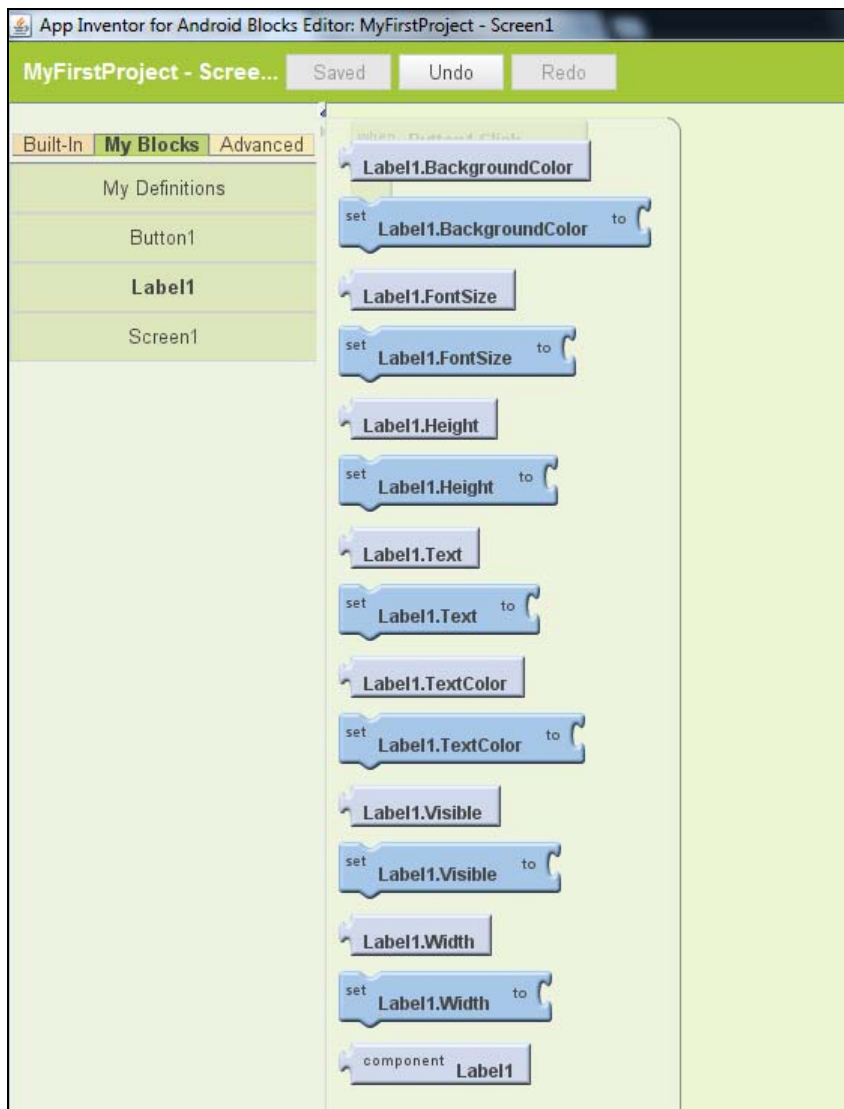 App Inventor for Android Blocks Editor: MyFirstProject - Screen1
MyFirstProject - Scree... Saved Undo Redo
Built-In My Blocks Advanced
My Definitions
Button1
Label1
Screen1
when Button1.Click
Label1.BackgroundColor
set Label1.BackgroundColor to
Label1.FontSize
set Label1.FontSize to
Label1.Height
set Label1.Height to
Label1.Text
set Label1.Text to
Label1.TextColor
set Label1.TextColor to
Label1.Visible
set Label1.Visible to
Label1.Width
set Label1.Width to
component Label1